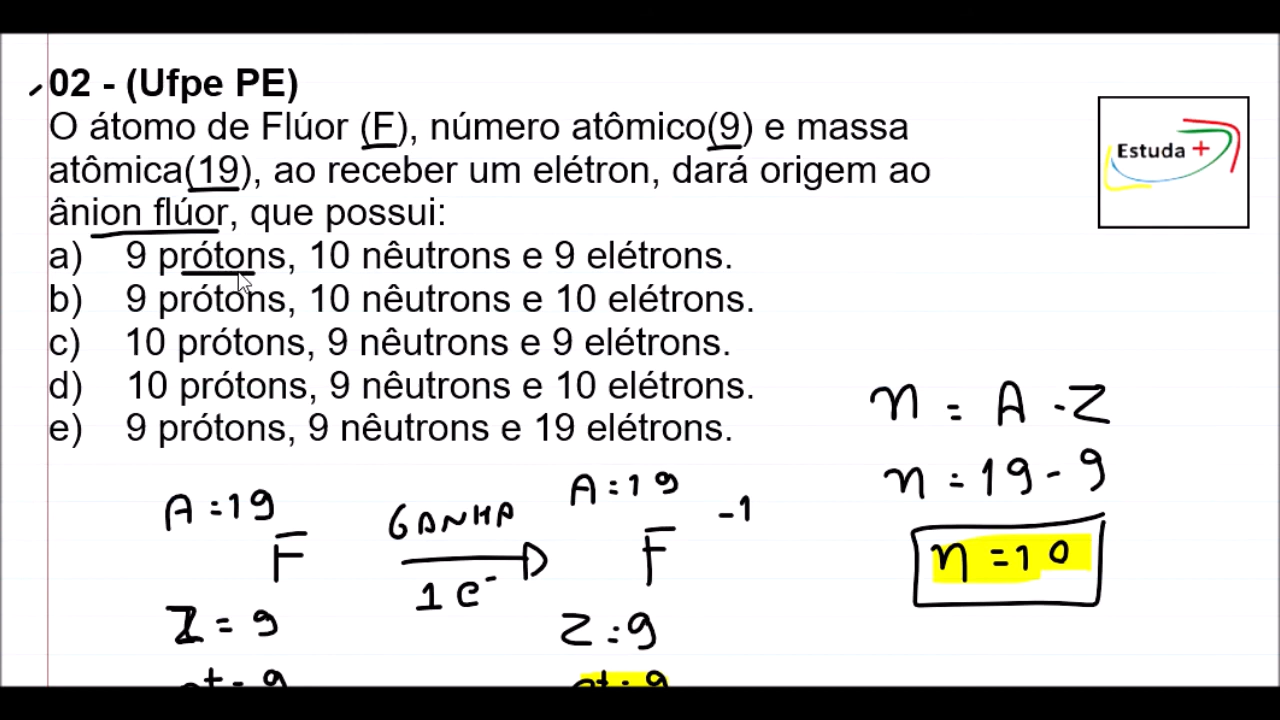 02 - (Ufpe PE)
O átomo de Flúor (F), número atômico(9) e massa
atômica(19), ao receber um elétron, dará origem ao
ânion flúor, que possui:
a) 9 prótons, 10 nêutrons e 9 elétrons.
b) 9 prótons, 10 nêutrons e 10 elétrons.
c) 10 prótons, 9 nêutrons e 9 elétrons.
d) 10 prótons, 9 nêutrons e 10 elétrons.
e) 9 prótons, 9 nêutrons e 19 elétrons.
Estuda +
n = A - Z
n = 19 - 9
n = 10
A = 19
F
Z = 9
GANHA
1 e-
A = 19
F -1
Z = 9